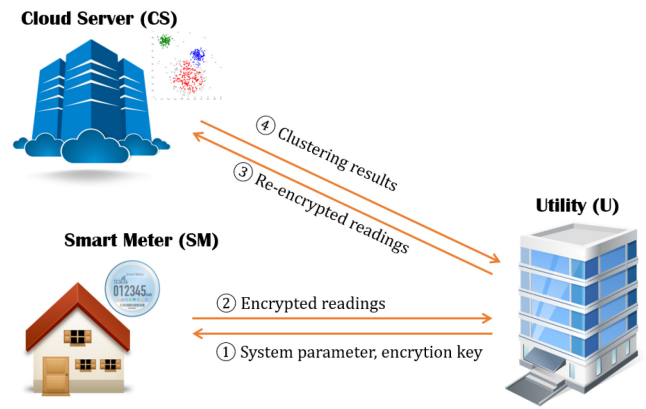 Cloud Server (CS)
④ Clustering results
③ Re-encrypted readings
Utility (U)
Smart Meter (SM)
012345
② Encrypted readings
① System parameter, encrytion key